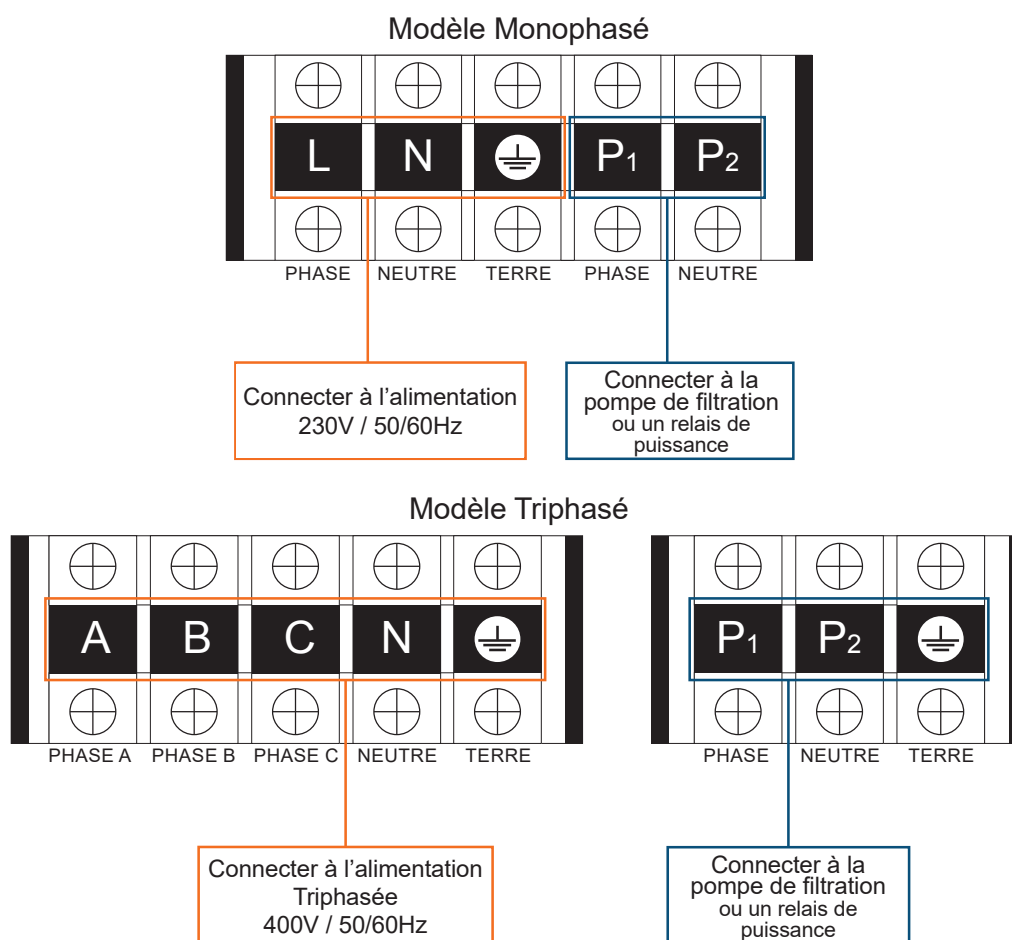 Modèle Monophasé
L N P1 P2
PHASE NEUTRE TERRE PHASE NEUTRE
Connecter à l’alimentation
230V / 50/60Hz
Connecter à la
pompe de filtration
ou un relais de
puissance
Modèle Triphasé
A B C N
PHASE A PHASE B PHASE C NEUTRE TERRE
P1 P2
PHASE NEUTRE TERRE
Connecter à l’alimentation
Triphasée
400V / 50/60Hz
Connecter à la
pompe de filtration
ou un relais de
puissance